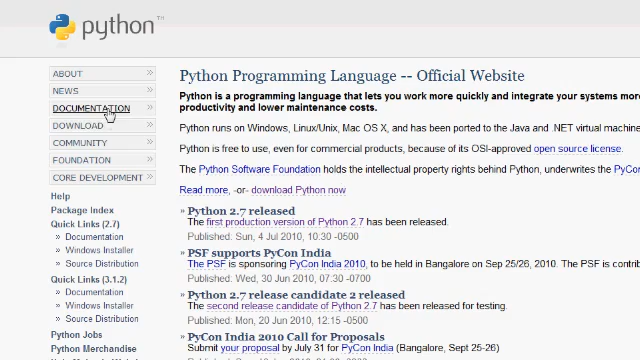 python™
ABOUT
NEWS
DOCUMENTATION
DOWNLOAD
COMMUNITY
FOUNDATION
CORE DEVELOPMENT
Help
Package Index
Quick Links (2.7)
Documentation
Windows Installer
Source Distribution
Quick Links (3.1.2)
Documentation
Windows Installer
Source Distribution
Python Jobs
Python Merchandise
Python Programming Language -- Official Website
Python is a programming language that lets you work more quickly and integrate your systems more
productivity and lower maintenance costs.
Python runs on Windows, Linux/Unix, Mac OS X, and has been ported to the Java and .NET virtual machine
Python is free to use, even for commercial products, because of its OSI-approved open source license.
The Python Software Foundation holds the intellectual property rights behind Python, underwrites the PyCon
Read more, -or- download Python now
» Python 2.7 released
The first production version of Python 2.7 has been released.
Published: Sun, 4 Jul 2010, 10:30 -0500
» PSF supports PyCon India
The PSF is sponsoring PyCon India 2010, to be held in Bangalore on Sep 25/26, 2010. The PSF is contrib
Published: Wed, 30 Jun 2010, 07:30 -0700
» Python 2.7 release candidate 2 released
The second release candidate of Python 2.7 has been released for testing.
Published: Mon, 20 Jun 2010, 12:15 -0500
» PyCon India 2010 Call for Proposals
Submit your proposal by July 31 for PyCon India (Bangalore, Sept 25-26)